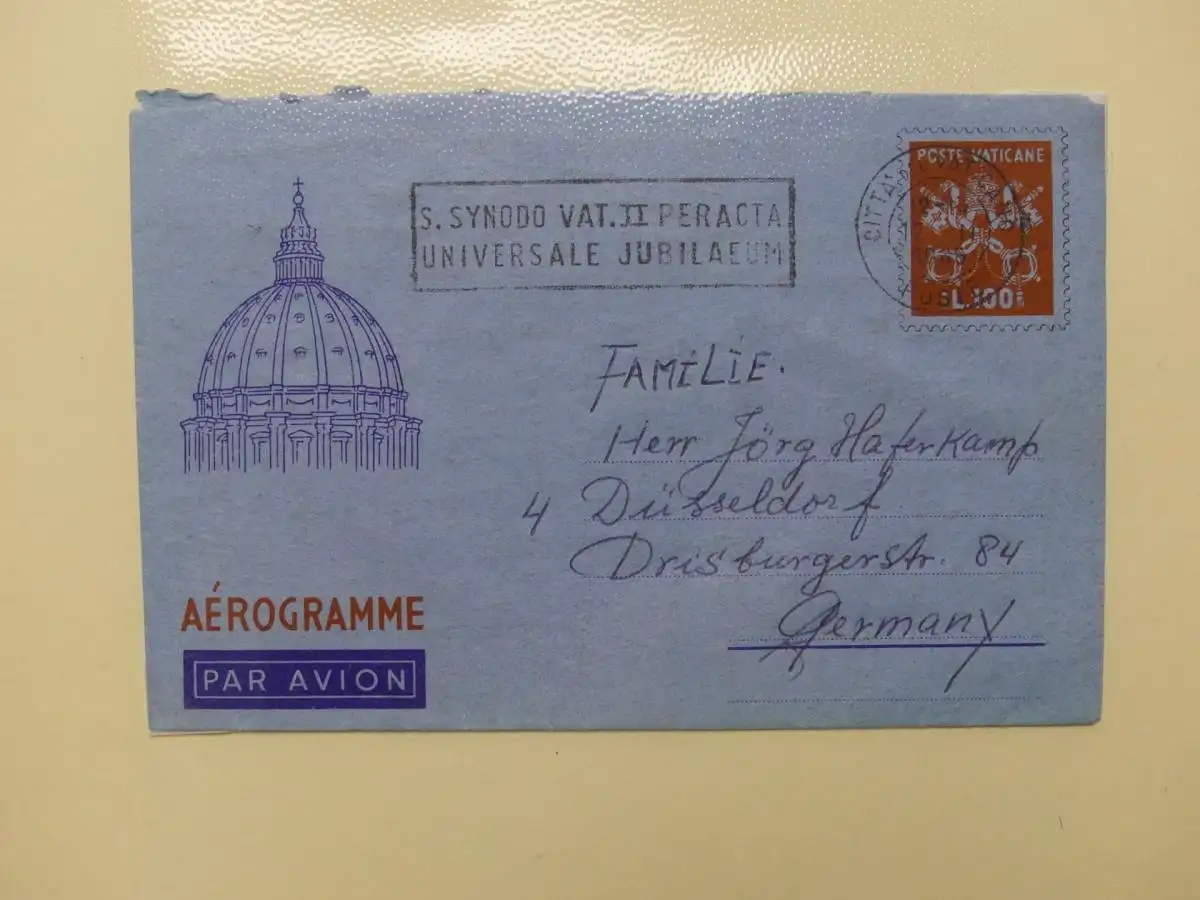 POSTE VATICANE
S. SYNODO VAT. II PERACTA
UNIVERSALE JUBILAEUM
CITTA
L.100
FAMILIE.
Herr Jörg Haferkamp
4 Düsseldorf
Drisburgerstr. 84
Germany
AÉROGRAMME
PAR AVION